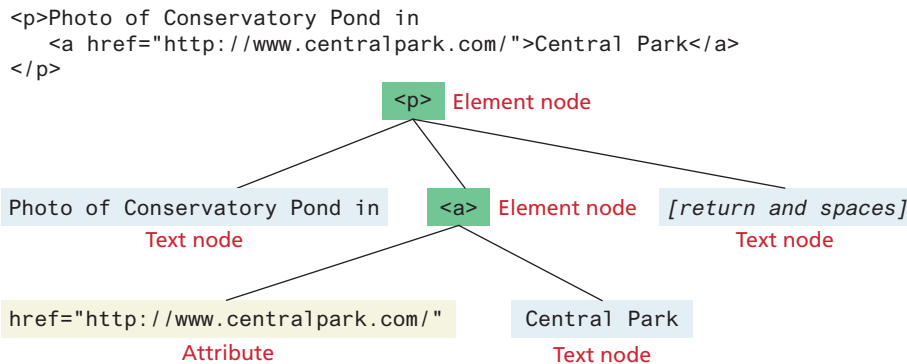 <p>Photo of Conservatory Pond in
   <a href="http://www.centralpark.com/">Central Park</a>
</p>
<p> Element node
Photo of Conservatory Pond in <a> Element node [return and spaces]
Text node Text node
href="http://www.centralpark.com/" Central Park
Attribute Text node